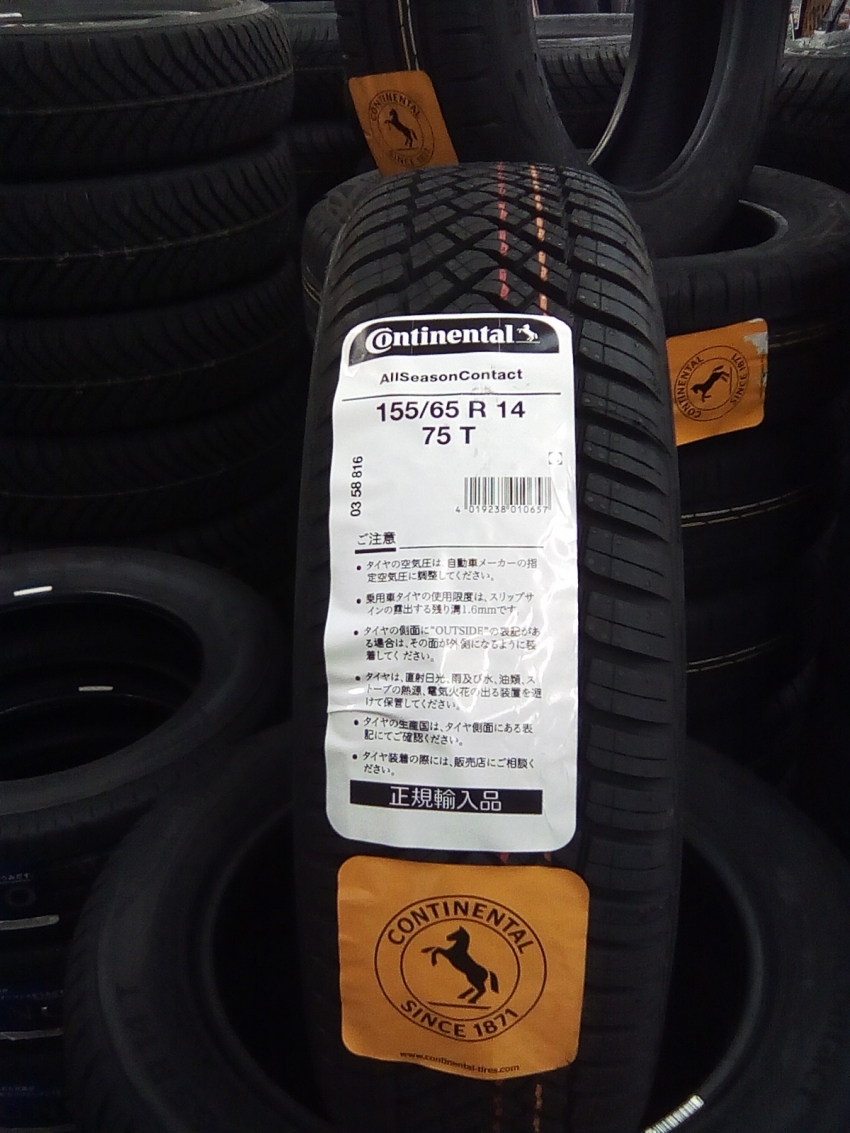 CONTINENTAL
SINCE 1871
Continental
AllSeasonContact
155/65 R 14
75 T
03 58 816
4 019238 010657
ご注意
• タイヤの空気圧は、自動車メーカーの指
定空気圧に調整してください。
• 乗用車タイヤの使用限度は、スリップサ
インの露出する残り溝1.6mmです。
• タイヤの側面に"OUTSIDE"の表記があ
る場合は、その面が外側になるように装
着してください。
• タイヤは、直射日光、雨及び水、油類、ス
トーブの熱源、電気火花の出る装置を避
けて保管してください。
• タイヤの生産国は、タイヤ側面にある表
記にてご確認ください。
• タイヤ装着の際には、販売店にご相談く
ださい。
正規輸入品
CONTINENTAL
SINCE 1871
CONTINENTAL
SINCE 1871
www.continental-tires.com